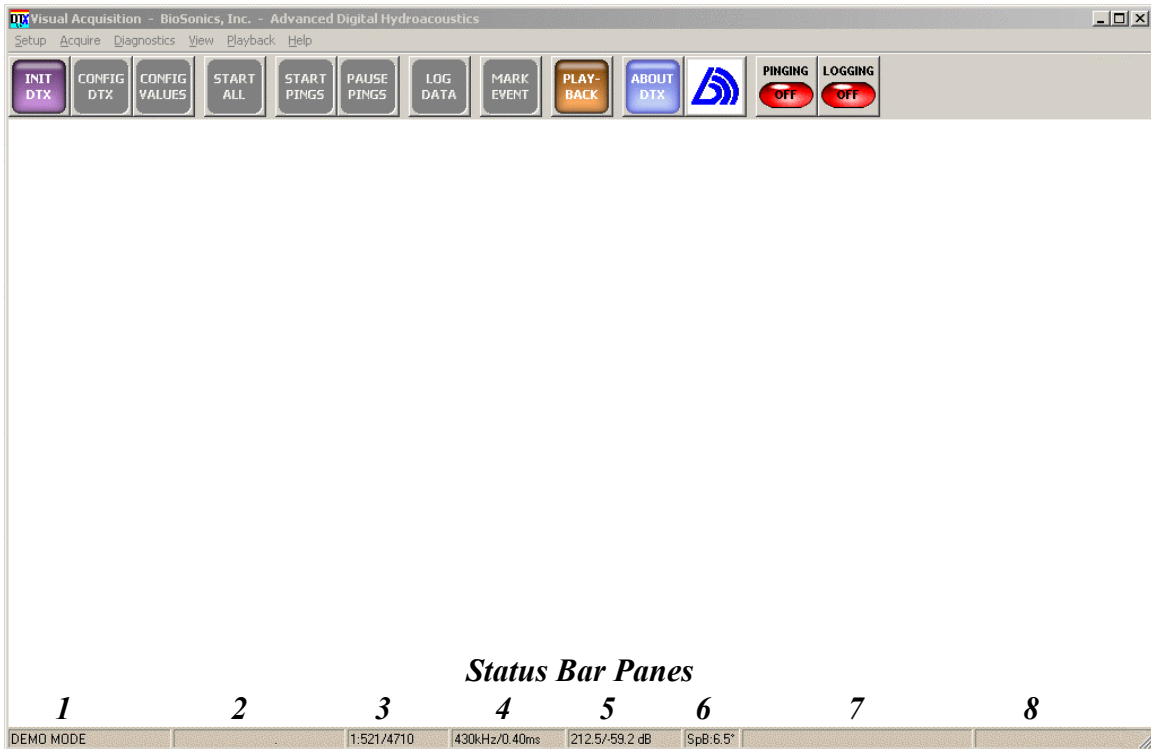 DTX Visual Acquisition - BioSonics, Inc. - Advanced Digital Hydroacoustics
Setup Acquire Diagnostics View Playback Help
INIT DTX
CONFIG DTX
CONFIG VALUES
START ALL
START PINGS
PAUSE PINGS
LOG DATA
MARK EVENT
PLAY-BACK
ABOUT DTX
PINGING OFF
LOGGING OFF
Status Bar Panes
1 2 3 4 5 6 7 8
DEMO MODE . 1:521/4710 430kHz/0.40ms 212.5/-59.2 dB SpB:6.5°